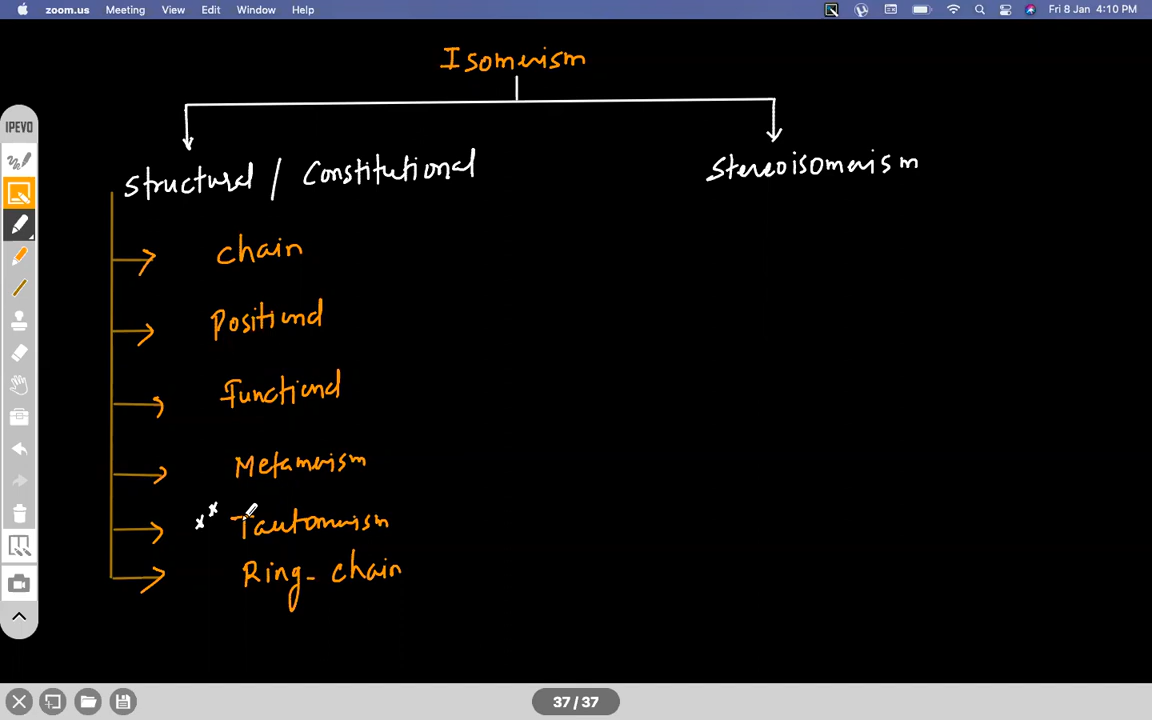 zoom.us Meeting View Edit Window Help Fri 8 Jan 4:10 PM
Isomerism
IPEVO
Structural / Constitutional
Stereoisomerism
chain
Positional
Functional
Metamerism
** Tautomerism
Ring-chain
37/37